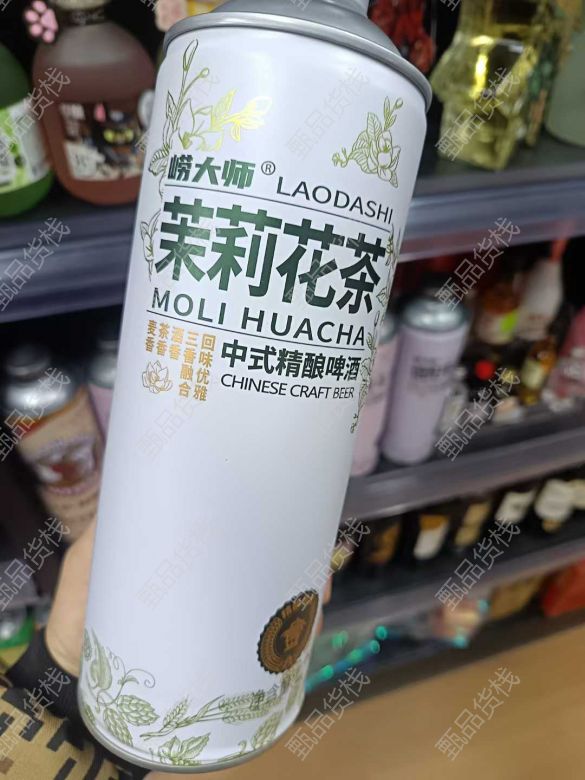 崂大师® LAODASHI
茉莉花茶
MOLI HUACHA
中式精酿啤酒
CHINESE CRAFT BEER
麦香
茶香
酒香
三香融合
回味优雅
甄品货栈